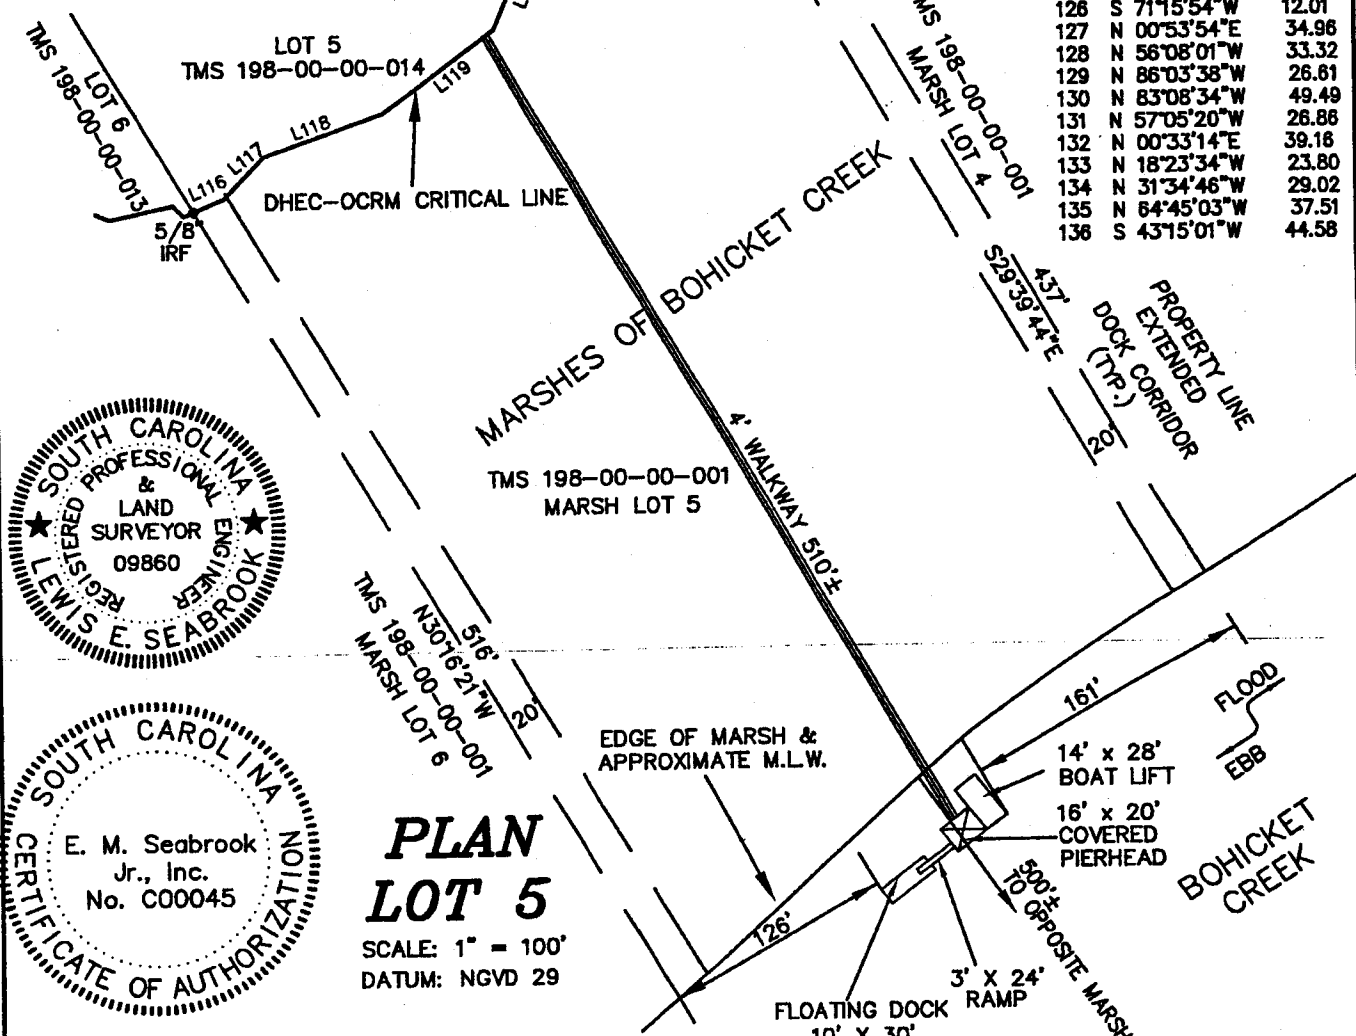 126 S 71°15'54"W 12.01
127 N 00°53'54"E 34.96
128 N 56°08'01"W 33.32
129 N 86°03'38"W 26.61
130 N 83°08'34"W 49.49
131 N 57°05'20"W 26.86
132 N 00°33'14"E 39.16
133 N 18°23'34"W 23.80
134 N 31°34'46"W 29.02
135 N 64°45'03"W 37.51
136 S 43°15'01"W 44.58
LOT 5
TMS 198-00-00-014
LOT 6
TMS 198-00-00-013
L116
L117
L118
L119
5/8"
IRF
DHEC-OCRM CRITICAL LINE
MARSHES OF BOHICKET CREEK
TMS 198-00-00-001
MARSH LOT 4
437'
S29°39'44"E
PROPERTY LINE
EXTENDED
DOCK CORRIDOR
(TYP.)
20'
TMS 198-00-00-001
MARSH LOT 5
4' WALKWAY 510'±
SOUTH CAROLINA
REGISTERED PROFESSIONAL ENGINEER
&
LAND
SURVEYOR
09860
LEWIS E. SEABROOK
516'
N30°16'21"W
TMS 198-00-00-001
MARSH LOT 6
20'
EDGE OF MARSH &
APPROXIMATE M.L.W.
161'
FLOOD
EBB
14' x 28'
BOAT LIFT
16' x 20'
COVERED
PIERHEAD
BOHICKET
CREEK
500'±
TO OPPOSITE MARSH
126'
3' X 24'
RAMP
FLOATING DOCK
10' X 30'
SOUTH CAROLINA
E. M. Seabrook
Jr., Inc.
No. C00045
CERTIFICATE OF AUTHORIZATION
PLAN
LOT 5
SCALE: 1" = 100'
DATUM: NGVD 29